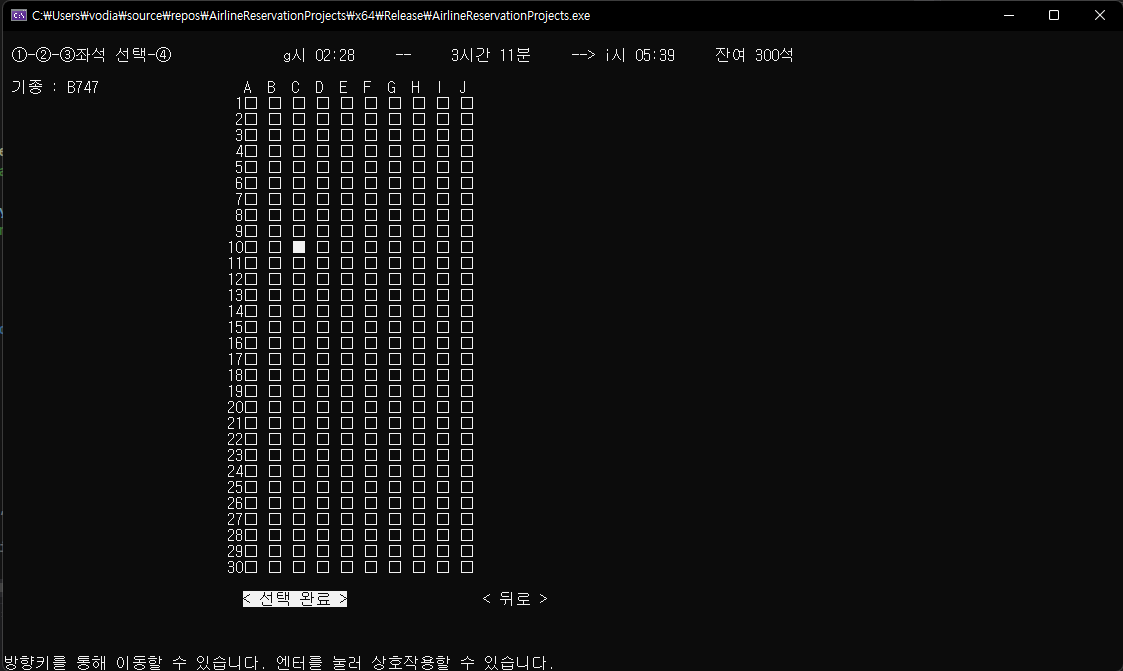 C:₩Users₩vodia₩source₩repos₩AirlineReservationProjects₩x64₩Release₩AirlineReservationProjects.exe
①-②-③좌석 선택-④ g시 02:28 -- 3시간 11분 --> i시 05:39 잔여 300석
기종 : B747 A B C D E F G H I J
1□ □ □ □ □ □ □ □ □ □
2□ □ □ □ □ □ □ □ □ □
3□ □ □ □ □ □ □ □ □ □
4□ □ □ □ □ □ □ □ □ □
5□ □ □ □ □ □ □ □ □ □
6□ □ □ □ □ □ □ □ □ □
7□ □ □ □ □ □ □ □ □ □
8□ □ □ □ □ □ □ □ □ □
9□ □ □ □ □ □ □ □ □ □
10□ □ ■ □ □ □ □ □ □ □
11□ □ □ □ □ □ □ □ □ □
12□ □ □ □ □ □ □ □ □ □
13□ □ □ □ □ □ □ □ □ □
14□ □ □ □ □ □ □ □ □ □
15□ □ □ □ □ □ □ □ □ □
16□ □ □ □ □ □ □ □ □ □
17□ □ □ □ □ □ □ □ □ □
18□ □ □ □ □ □ □ □ □ □
19□ □ □ □ □ □ □ □ □ □
20□ □ □ □ □ □ □ □ □ □
21□ □ □ □ □ □ □ □ □ □
22□ □ □ □ □ □ □ □ □ □
23□ □ □ □ □ □ □ □ □ □
24□ □ □ □ □ □ □ □ □ □
25□ □ □ □ □ □ □ □ □ □
26□ □ □ □ □ □ □ □ □ □
27□ □ □ □ □ □ □ □ □ □
28□ □ □ □ □ □ □ □ □ □
29□ □ □ □ □ □ □ □ □ □
30□ □ □ □ □ □ □ □ □ □
< 선택 완료 > < 뒤로 >
방향키를 통해 이동할 수 있습니다. 엔터를 눌러 상호작용할 수 있습니다.